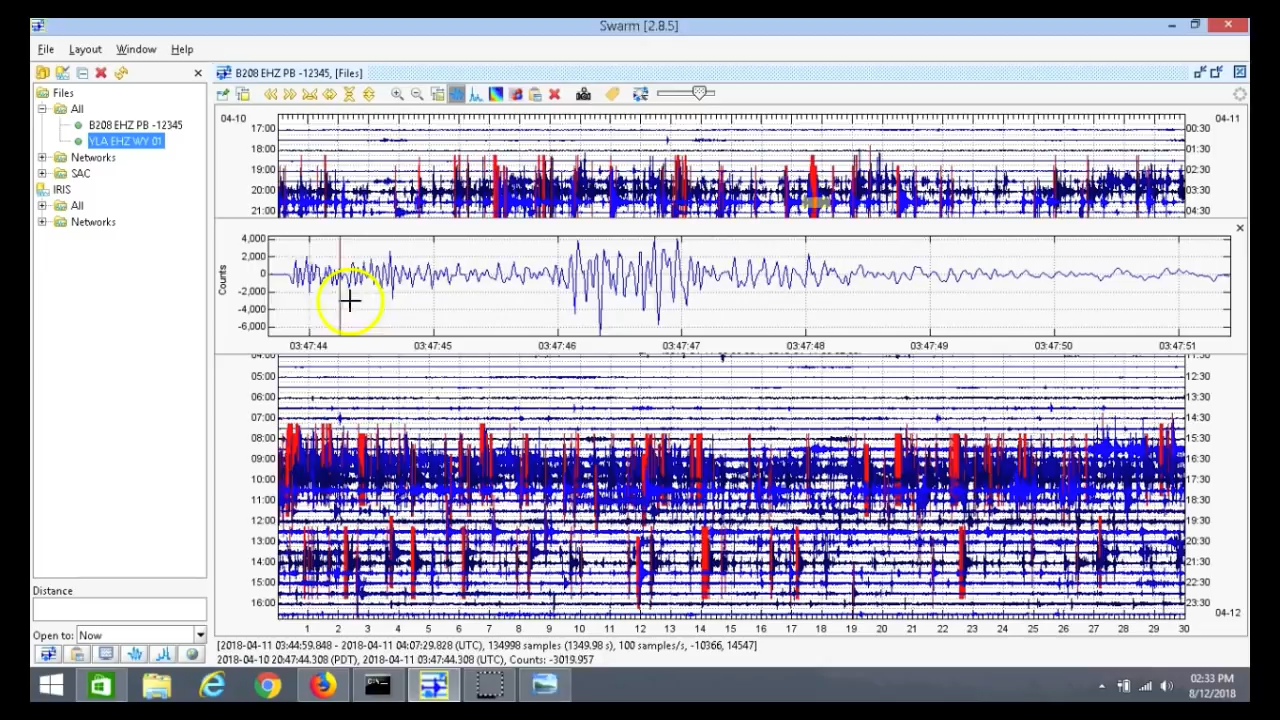 Swarm [2.8.5]
File Layout Window Help
B208 EHZ PB -12345, [Files]
Files
All
B208 EHZ PB -12345
YLA EHZ WY 01
Networks
SAC
IRIS
All
Networks
04-10
04-11
17:00
00:30
18:00
01:30
19:00
02:30
20:00
03:30
21:00
04:30
Counts
4,000
2,000
0
-2,000
-4,000
-6,000
03:47:44 03:47:45 03:47:46 03:47:47 03:47:48 03:47:49 03:47:50 03:47:51
04:00
11:30
05:00
12:30
06:00
13:30
07:00
14:30
08:00
15:30
09:00
16:30
10:00
17:30
11:00
18:30
12:00
19:30
13:00
20:30
14:00
21:30
15:00
22:30
16:00
23:30
04-12
1 2 3 4 5 6 7 8 9 10 11 12 13 14 15 16 17 18 19 20 21 22 23 24 25 26 27 28 29 30
Distance
Open to: Now
[2018-04-11 03:44:59.848 - 2018-04-11 04:07:29.828 (UTC), 134998 samples (1349.98 s), 100 samples/s, -10366, 14547]
2018-04-10 20:47:44.308 (PDT), 2018-04-11 03:47:44.308 (UTC), Counts: -3019.957
02:33 PM
8/12/2018